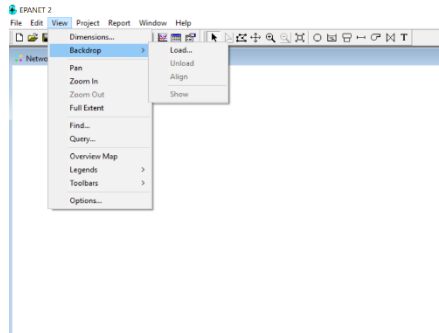 EPANET 2
File Edit View Project Report Window Help
T
Netwo
Dimensions...
Backdrop
Load...
Unload
Align
Show
Pan
Zoom In
Zoom Out
Full Extent
Find...
Query...
Overview Map
Legends
Toolbars
Options...